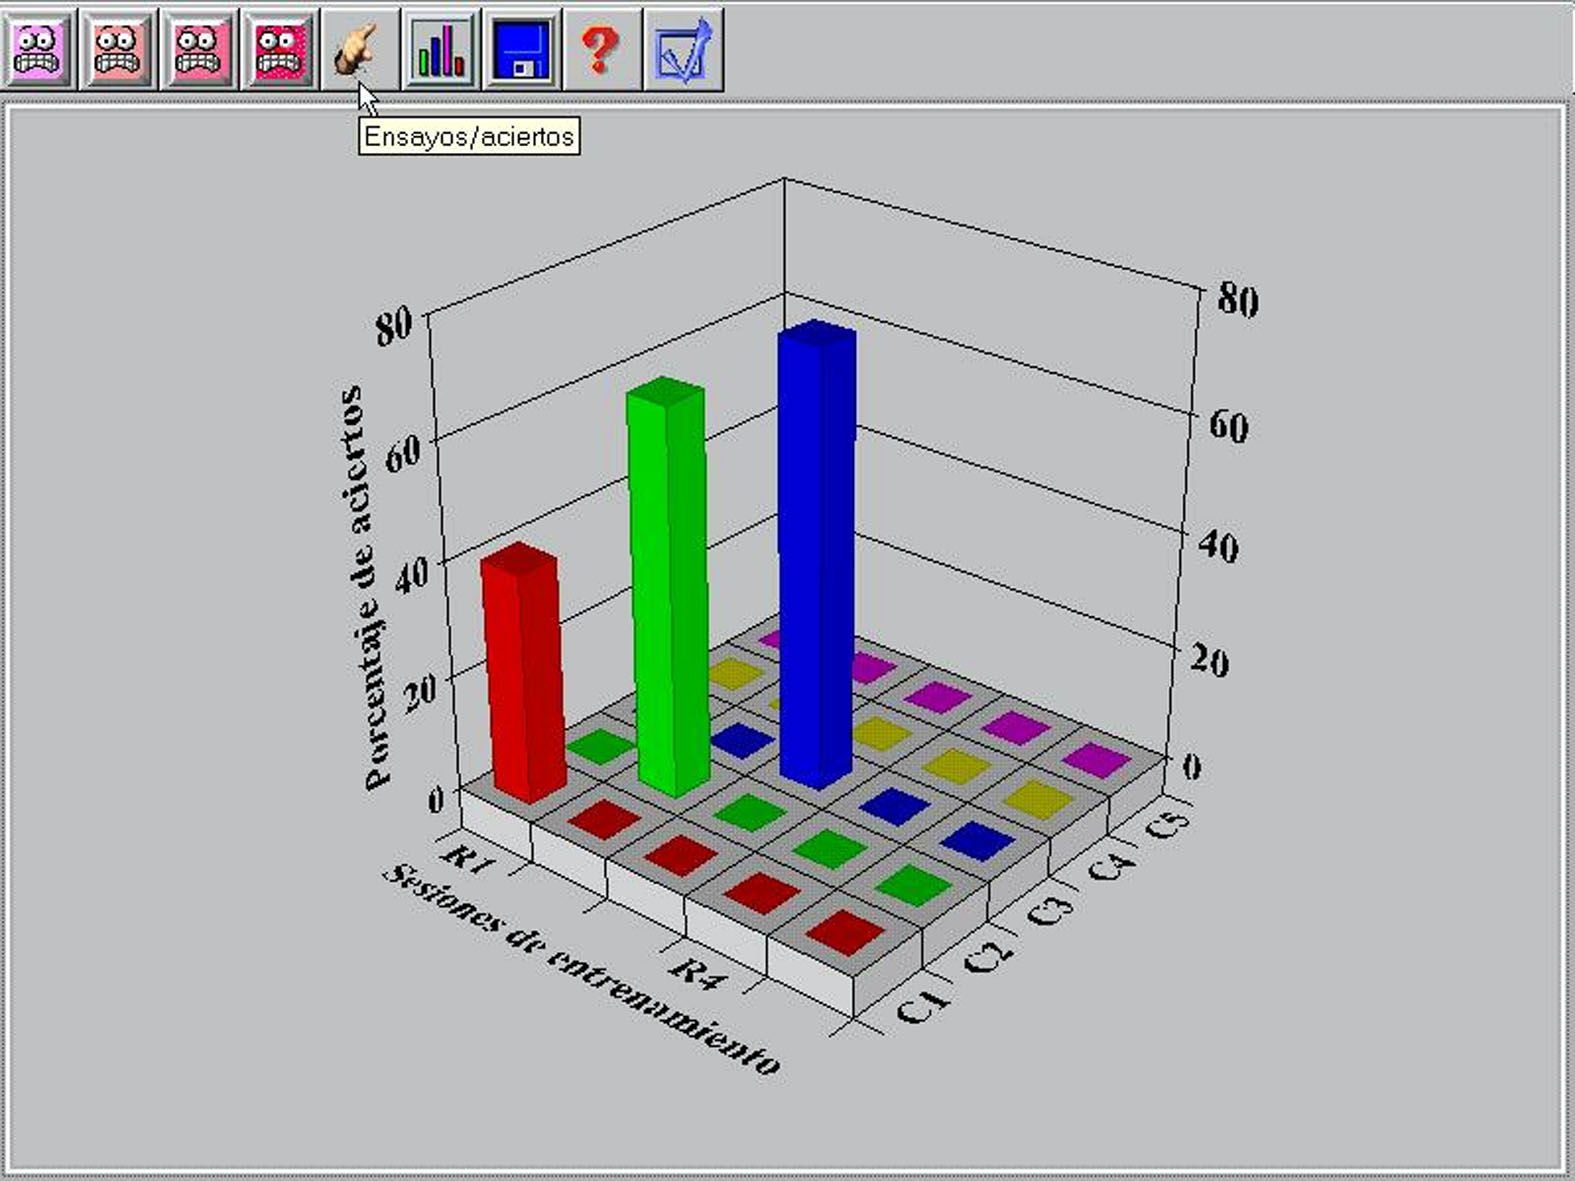 ?
Ensayos/aciertos
80
60
40
20
0
Porcentaje de aciertos
80
60
40
20
0
R1
R4
Sesiones de entrenamiento
C1
C2
C3
C4
C5